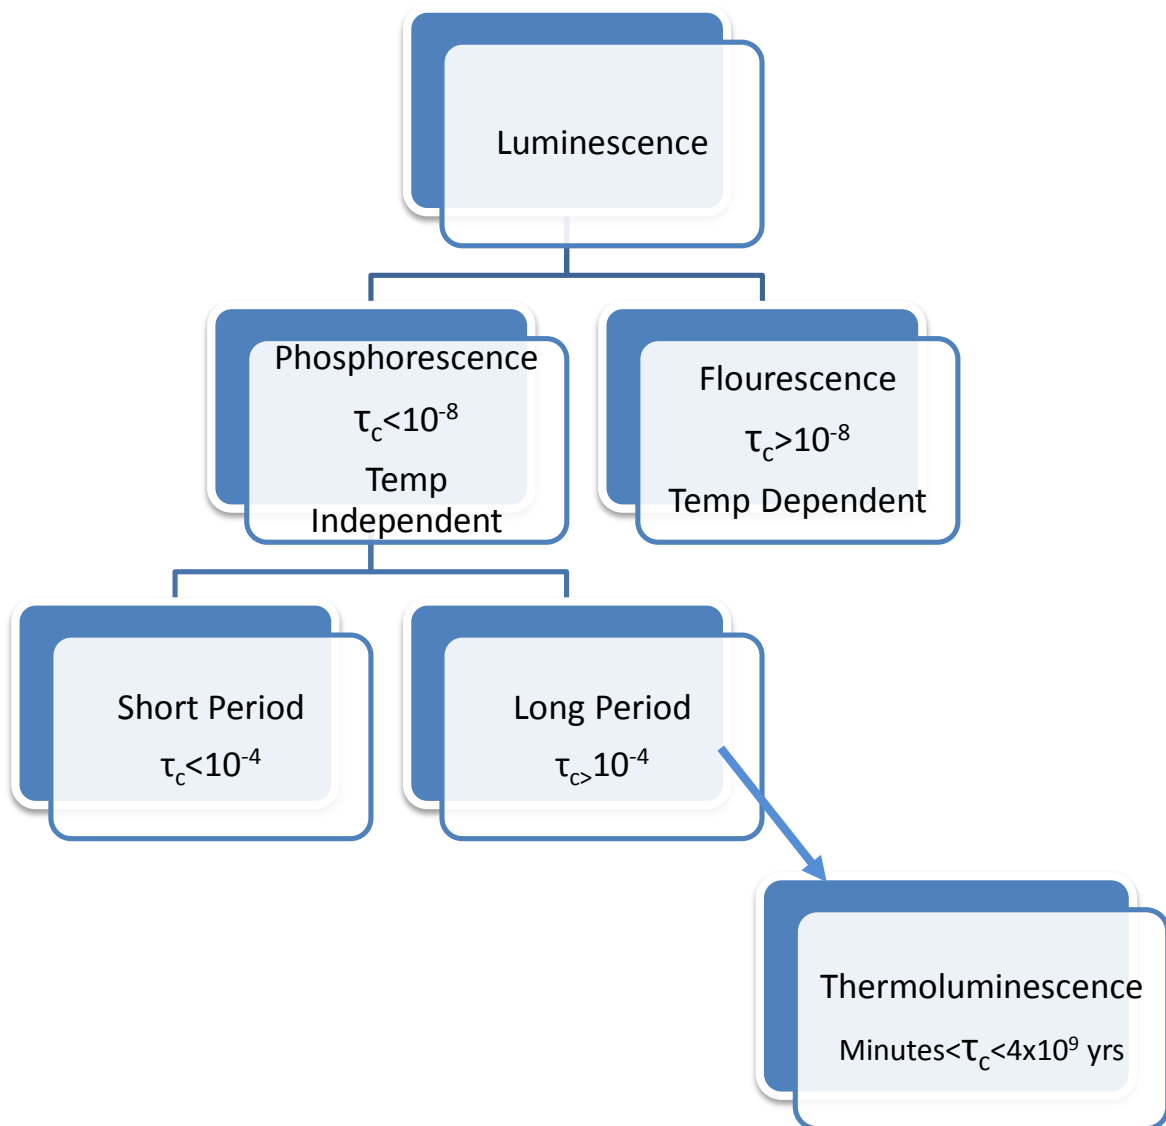 Luminescence
Phosphorescence
τc<10-8
Temp
Independent
Flourescence
τc>10-8
Temp Dependent
Short Period
τc<10-4
Long Period
τc>10-4
Thermoluminescence
Minutes<τc<4x109 yrs